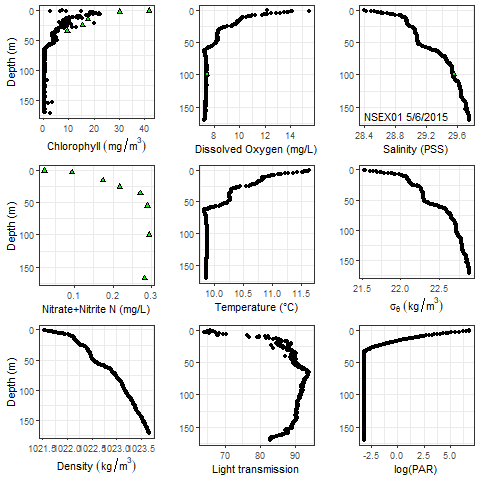 Depth (m)
0
50
100
150
0 10 20 30 40
Chlorophyll (mg/m³)
0
50
100
150
8 10 12 14
Dissolved Oxygen (mg/L)
0
50
100
150
NSEX01 5/6/2015
28.4 28.8 29.2 29.6
Salinity (PSS)
Depth (m)
0
50
100
150
0.1 0.2 0.3
Nitrate+Nitrite N (mg/L)
0
50
100
150
10.0 10.5 11.0 11.5
Temperature (°C)
0
50
100
150
21.5 22.0 22.5
σθ (kg/m³)
Depth (m)
0
50
100
150
1021.5 1022.0 1022.5 1023.0 1023.5
Density (kg/m³)
0
50
100
150
70 80 90
Light transmission
0
50
100
150
-2.5 0.0 2.5 5.0
log(PAR)